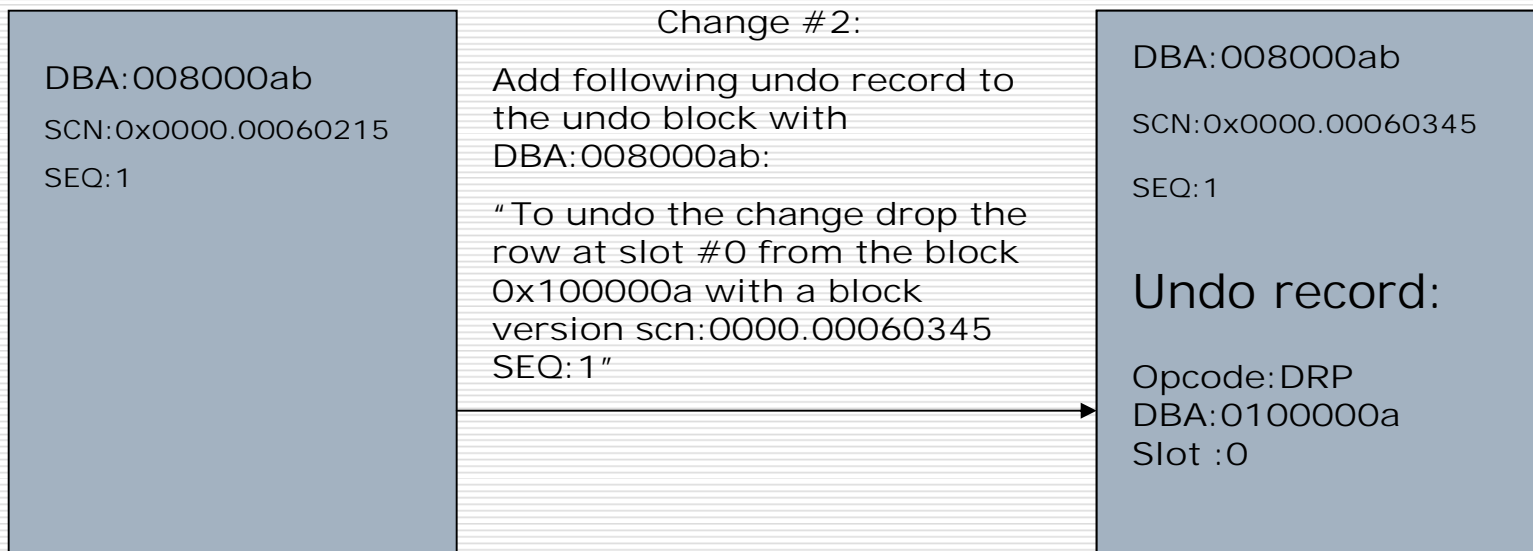 DBA:008000ab
SCN:0x0000.00060215
SEQ:1
Change #2:
Add following undo record to
the undo block with
DBA:008000ab:
“To undo the change drop the
row at slot #0 from the block
0x100000a with a block
version scn:0000.00060345
SEQ:1”
DBA:008000ab
SCN:0x0000.00060345
SEQ:1
Undo record:
Opcode:DRP
DBA:0100000a
Slot :0